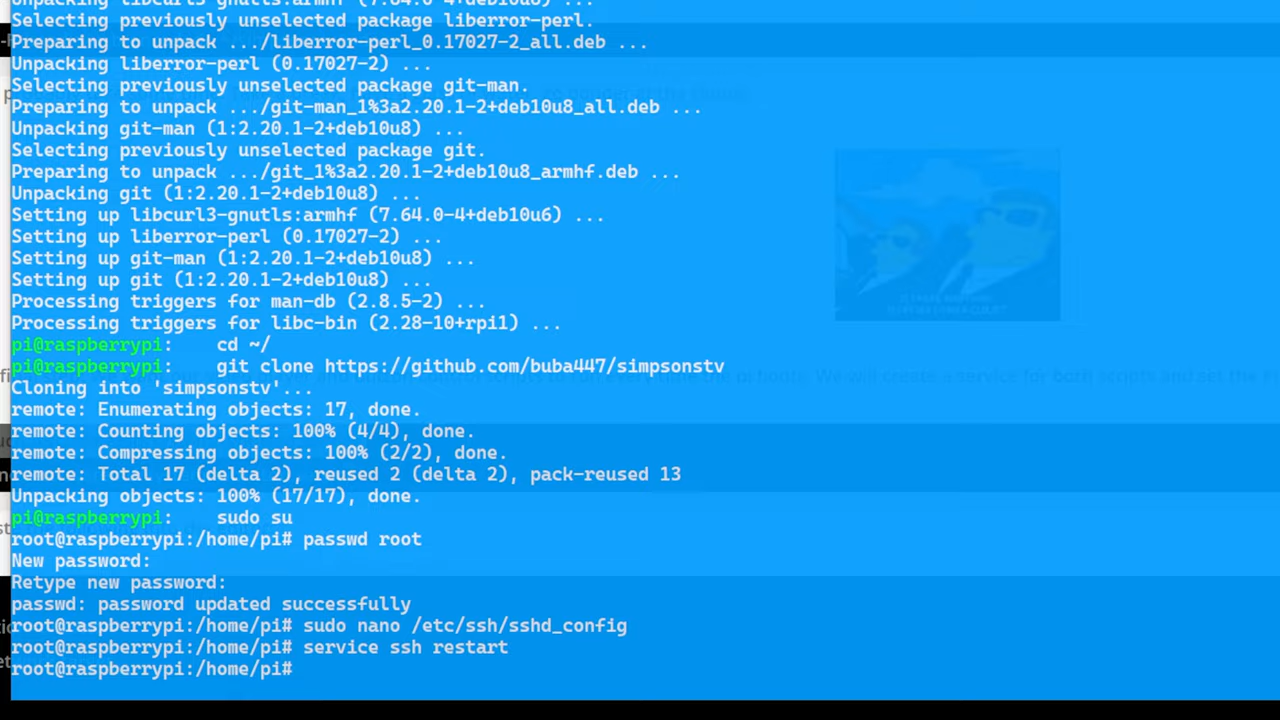 libcurl3-gnutls:armhf (7.64.0-4+deb10u6) ...
Selecting previously unselected package liberror-perl.
Preparing to unpack .../liberror-perl_0.17027-2_all.deb ...
Unpacking liberror-perl (0.17027-2) ...
Selecting previously unselected package git-man.
Preparing to unpack .../git-man_1%3a2.20.1-2+deb10u8_all.deb ...
Unpacking git-man (1:2.20.1-2+deb10u8) ...
Selecting previously unselected package git.
Preparing to unpack .../git_1%3a2.20.1-2+deb10u8_armhf.deb ...
Unpacking git (1:2.20.1-2+deb10u8) ...
Setting up libcurl3-gnutls:armhf (7.64.0-4+deb10u6) ...
Setting up liberror-perl (0.17027-2) ...
Setting up git-man (1:2.20.1-2+deb10u8) ...
Setting up git (1:2.20.1-2+deb10u8) ...
Processing triggers for man-db (2.8.5-2) ...
Processing triggers for libc-bin (2.28-10+rpi1) ...
pi@raspberrypi: cd ~/
pi@raspberrypi: git clone https://github.com/buba447/simpsonstv
Cloning into 'simpsonstv'...
remote: Enumerating objects: 17, done.
remote: Counting objects: 100% (4/4), done.
remote: Compressing objects: 100% (2/2), done.
remote: Total 17 (delta 2), reused 2 (delta 2), pack-reused 13
Unpacking objects: 100% (17/17), done.
pi@raspberrypi: sudo su
root@raspberrypi:/home/pi# passwd root
New password:
Retype new password:
passwd: password updated successfully
root@raspberrypi:/home/pi# sudo nano /etc/ssh/sshd_config
root@raspberrypi:/home/pi# service ssh restart
root@raspberrypi:/home/pi#